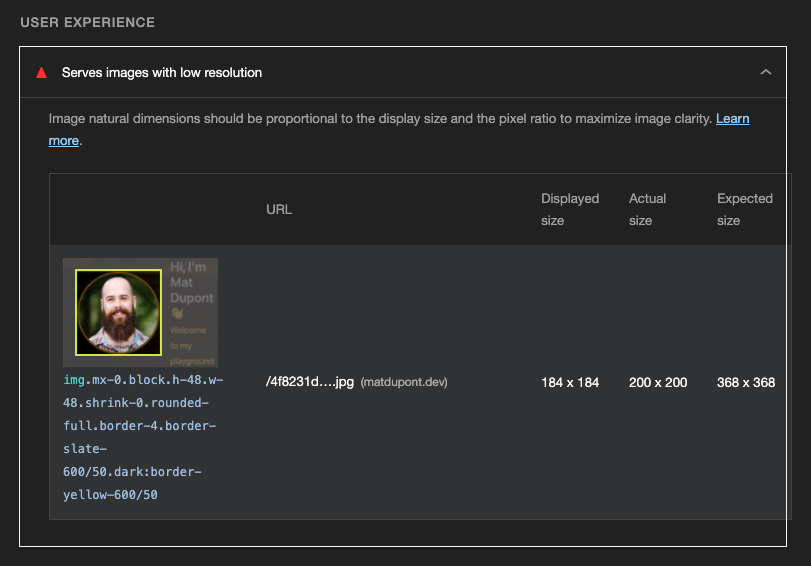 USER EXPERIENCE
Serves images with low resolution
Image natural dimensions should be proportional to the display size and the pixel ratio to maximize image clarity. Learn
more.
URL
Displayed
size
Actual
size
Expected
size
Hi, I'm
Mat
Dupont
👋
Welcome
to my
playground
img.mx-0.block.h-48.w-
48.shrink-0.rounded-
full.border-4.border-
slate-
600/50.dark:border-
yellow-600/50
/4f8231d….jpg (matdupont.dev)
184 x 184
200 x 200
368 x 368